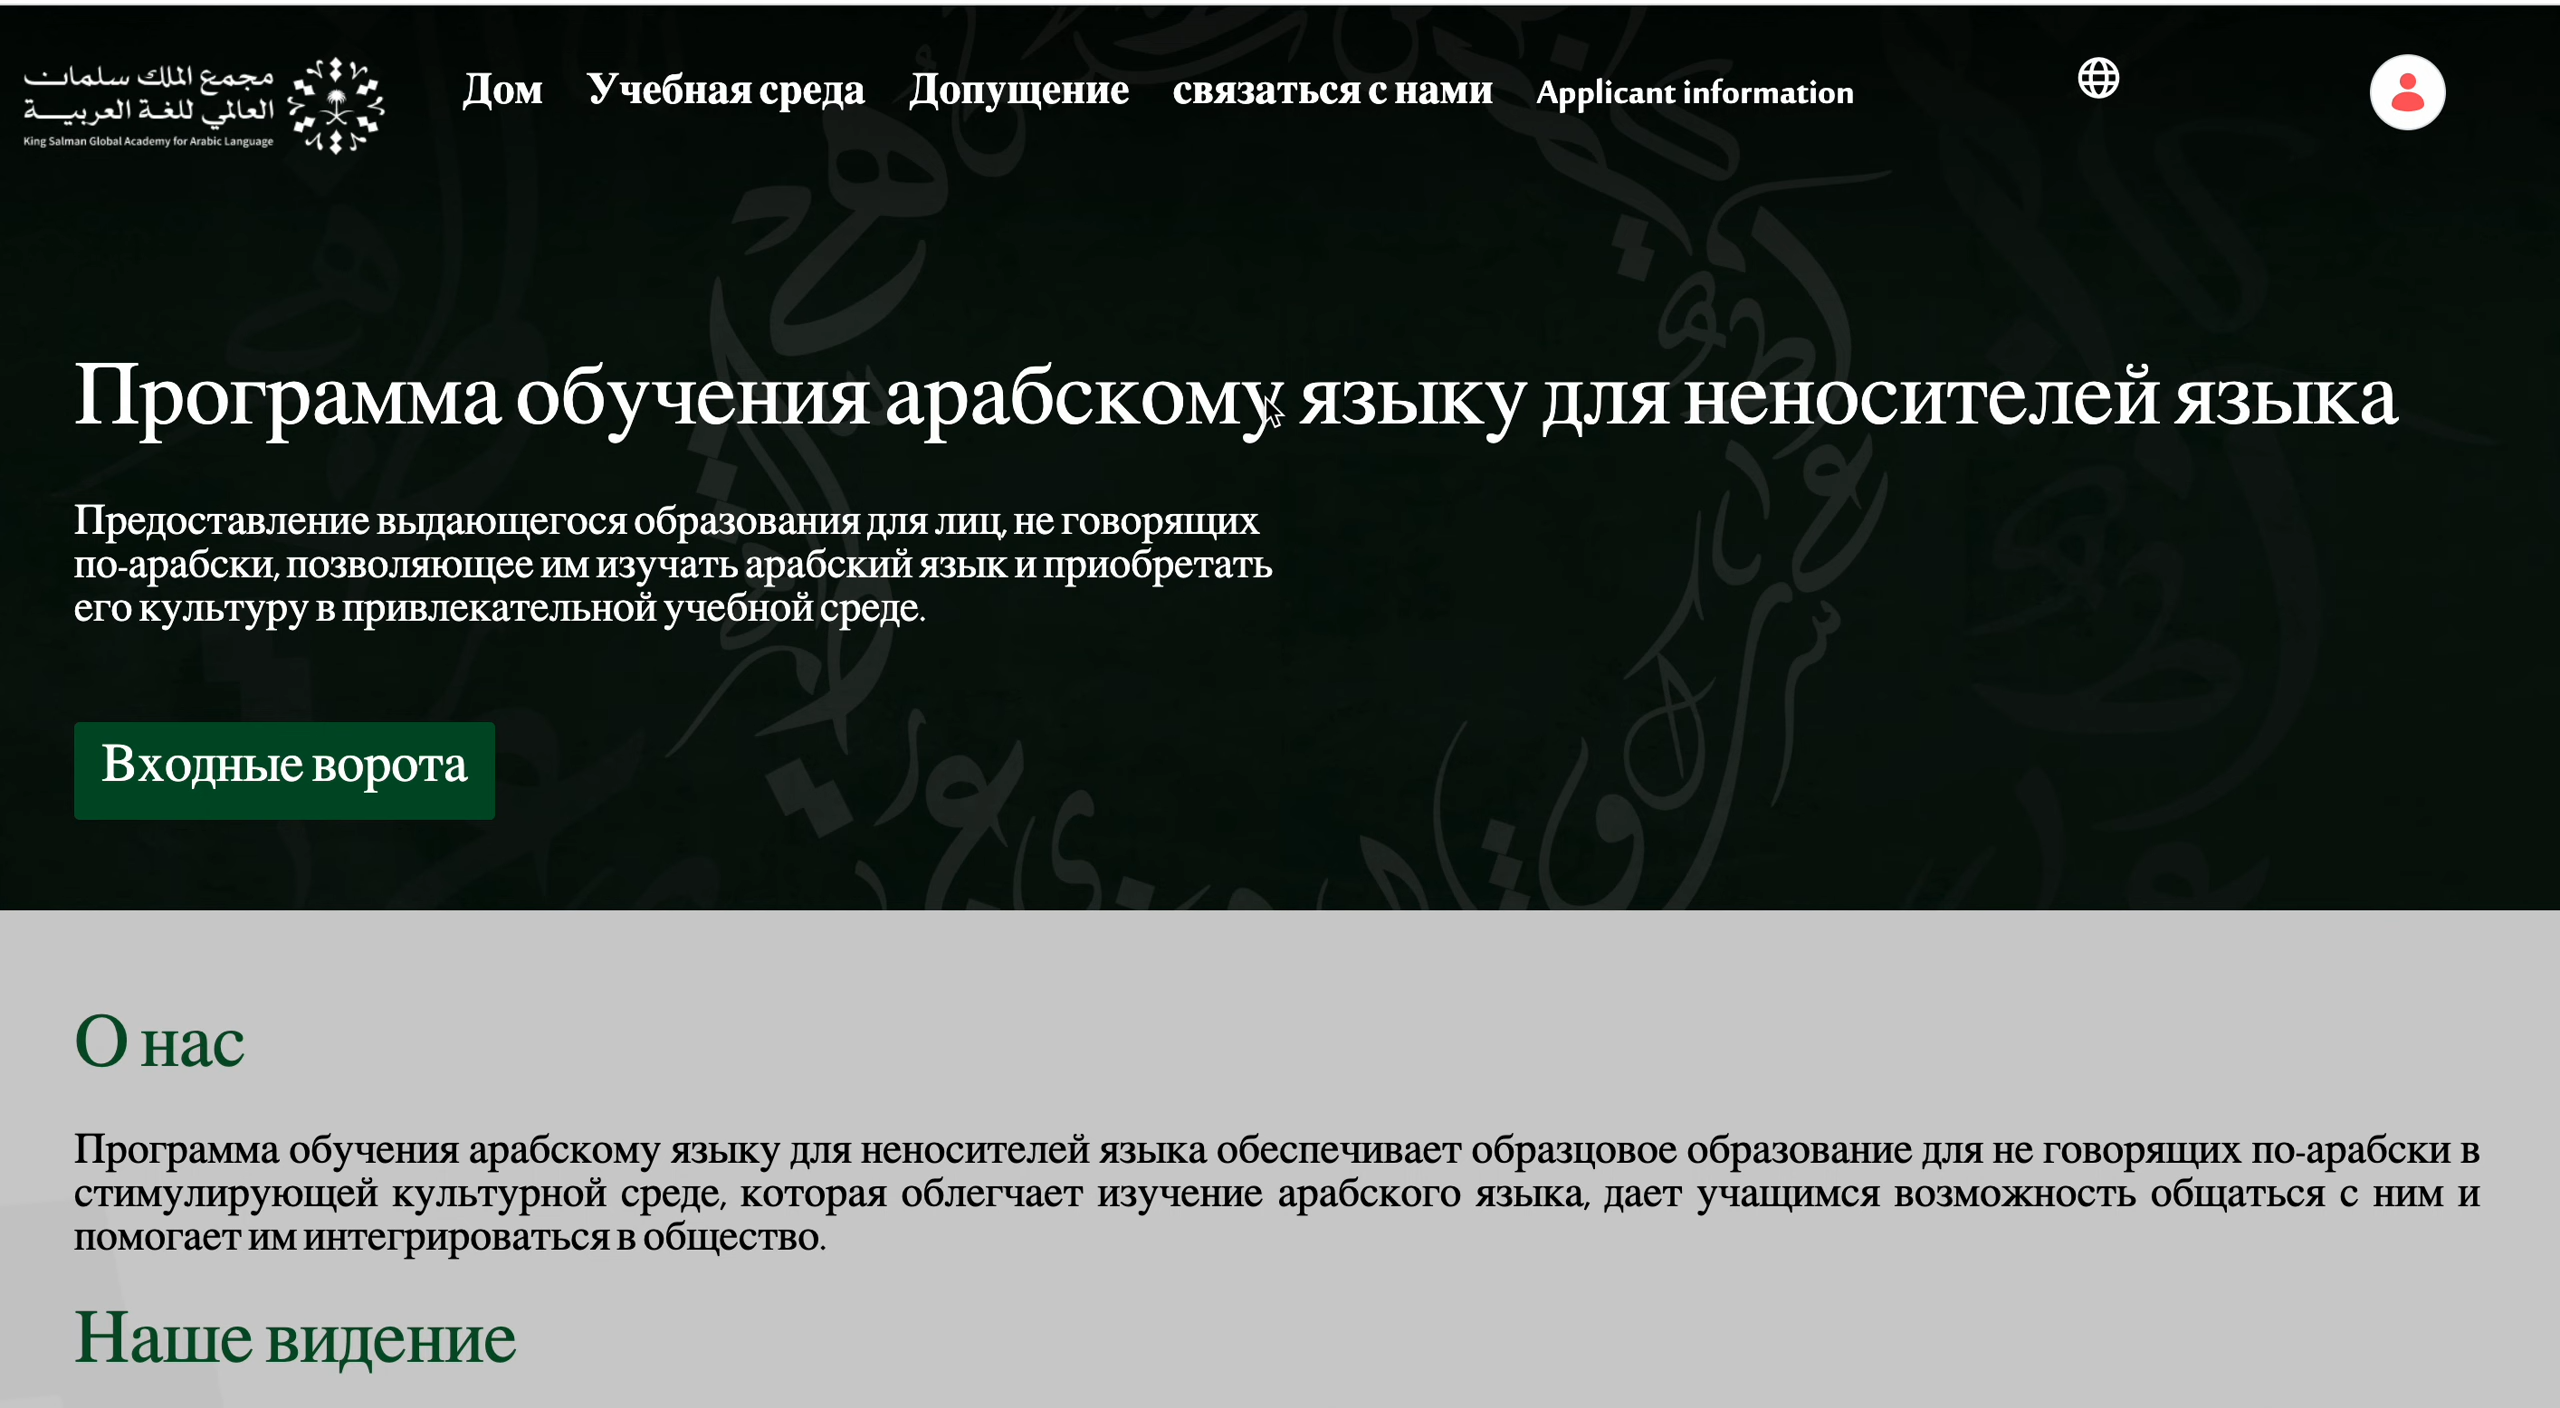 مجمع الملك سلمان
العالمي للغة العربية
King Salman Global Academy for Arabic Language
Дом Учебная среда Допущение связаться с нами Applicant information
Программа обучения арабскому языку для неносителей языка
Предоставление выдающегося образования для лиц, не говорящих
по-арабски, позволяющее им изучать арабский язык и приобретать
его культуру в привлекательной учебной среде.
Входные ворота
О нас
Программа обучения арабскому языку для неносителей языка обеспечивает образцовое образование для не говорящих по-арабски в
стимулирующей культурной среде, которая облегчает изучение арабского языка, дает учащимся возможность общаться с ним и
помогает им интегрироваться в общество.
Наше видение